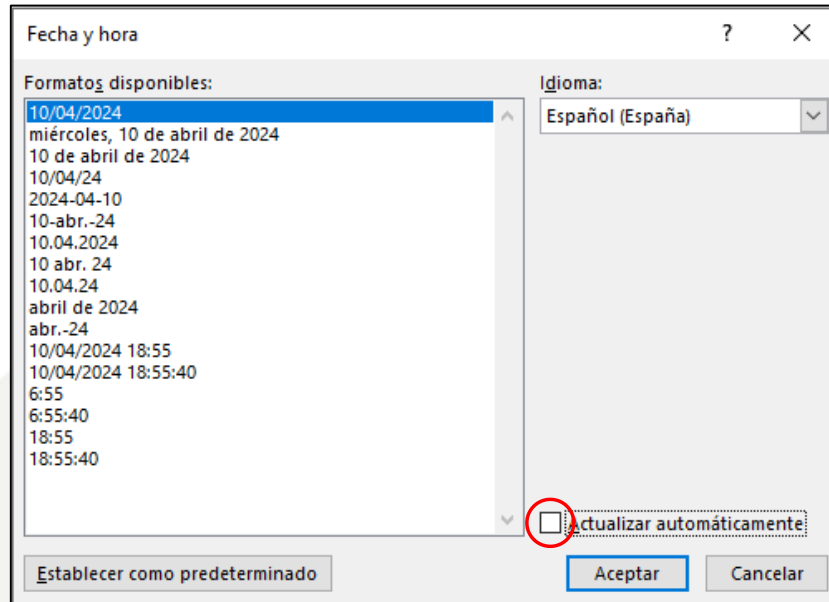 Fecha y hora
Formatos disponibles:
10/04/2024
miércoles, 10 de abril de 2024
10 de abril de 2024
10/04/24
2024-04-10
10-abr.-24
10.04.2024
10 abr. 24
10.04.24
abril de 2024
abr.-24
10/04/2024 18:55
10/04/2024 18:55:40
6:55
6:55:40
18:55
18:55:40
Idioma:
Español (España)
Actualizar automáticamente
Establecer como predeterminado
Aceptar
Cancelar